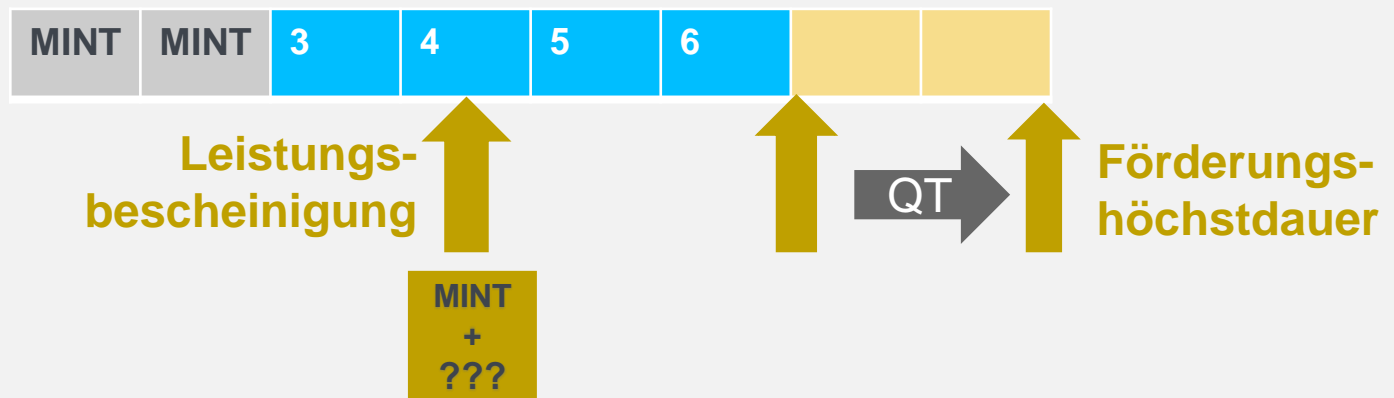 MINT MINT 3 4 5 6
Leistungs-
bescheinigung
QT
Förderungs-
höchstdauer
MINT
+
???